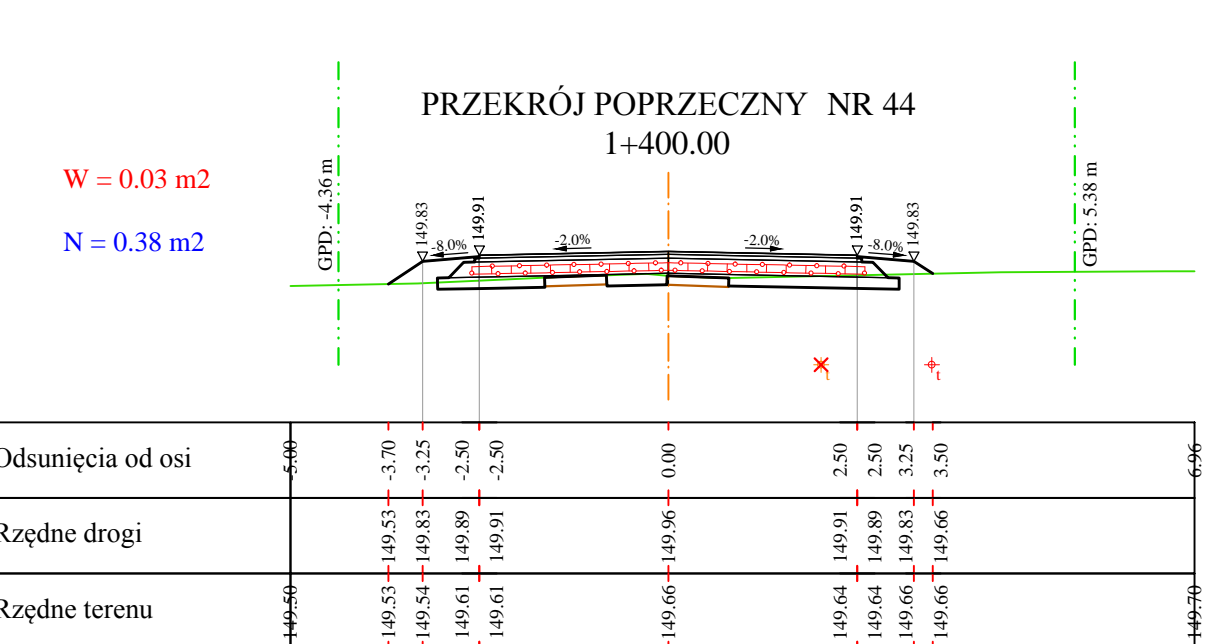 PRZEKRÓJ POPRZECZNY NR 44
1+400.00
W = 0.03 m2
N = 0.38 m2
GPD: -4.36 m
GPD: 5.38 m
149.83
149.91
149.91
149.83
-8.0%
-2.0%
-2.0%
-8.0%
t
t
Odsunięcia od osi
-5.00 -3.70 -3.25 -2.50 -2.50 0.00 2.50 2.50 3.25 3.50 6.96
Rzędne drogi
149.53 149.83 149.89 149.91 149.96 149.91 149.89 149.83 149.66
Rzędne terenu
149.50 149.53 149.54 149.61 149.61 149.66 149.64 149.64 149.66 149.66 149.70